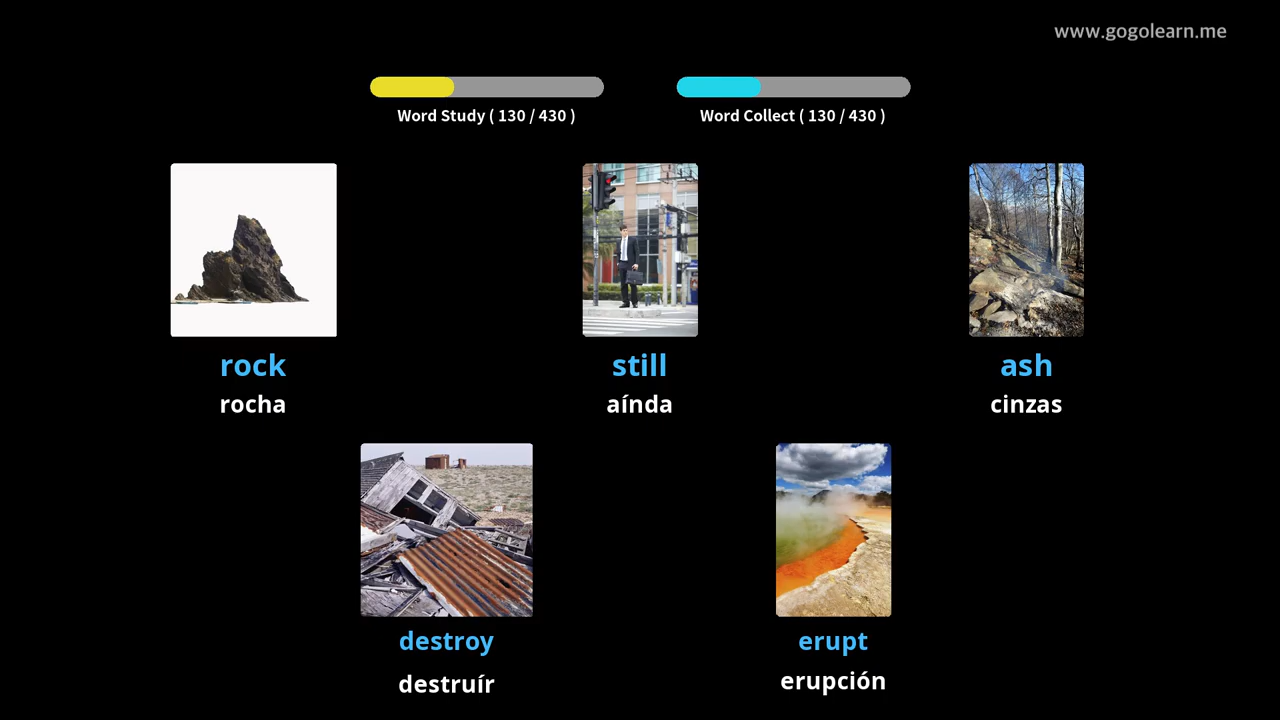 www.gogolearn.me
Word Study ( 130 / 430 )
Word Collect ( 130 / 430 )
rock
rocha
still
aínda
ash
cinzas
destroy
destruír
erupt
erupción